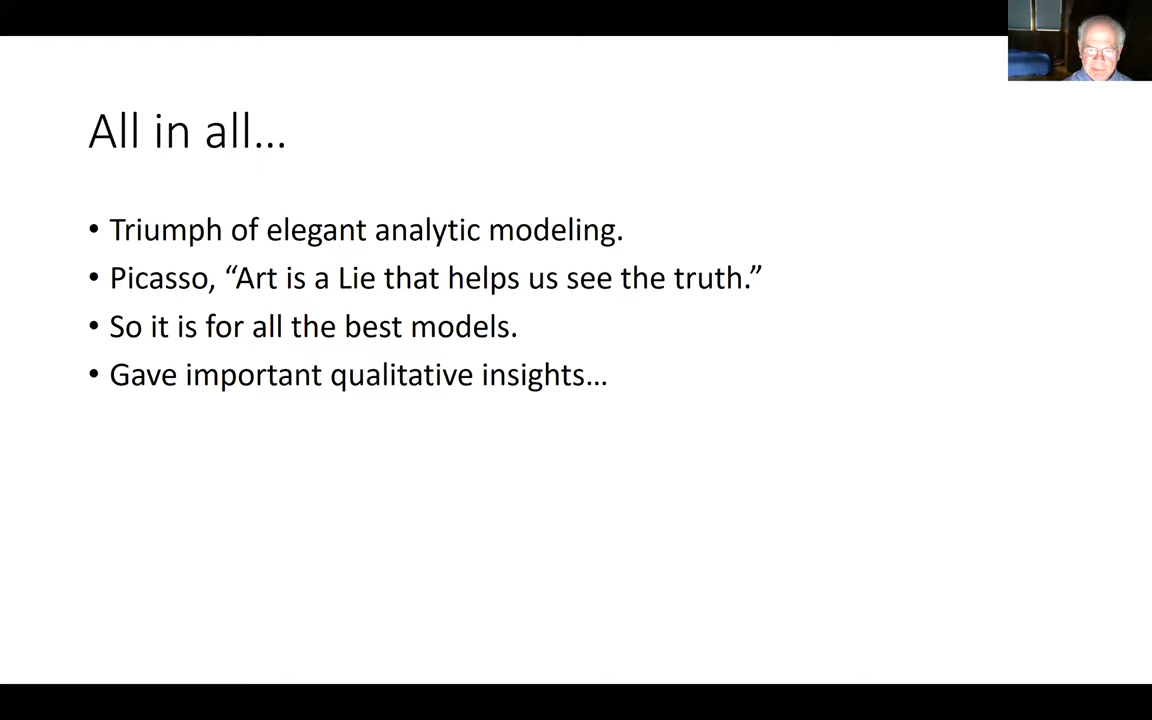 All in all…
• Triumph of elegant analytic modeling.
• Picasso, “Art is a Lie that helps us see the truth.”
• So it is for all the best models.
• Gave important qualitative insights…